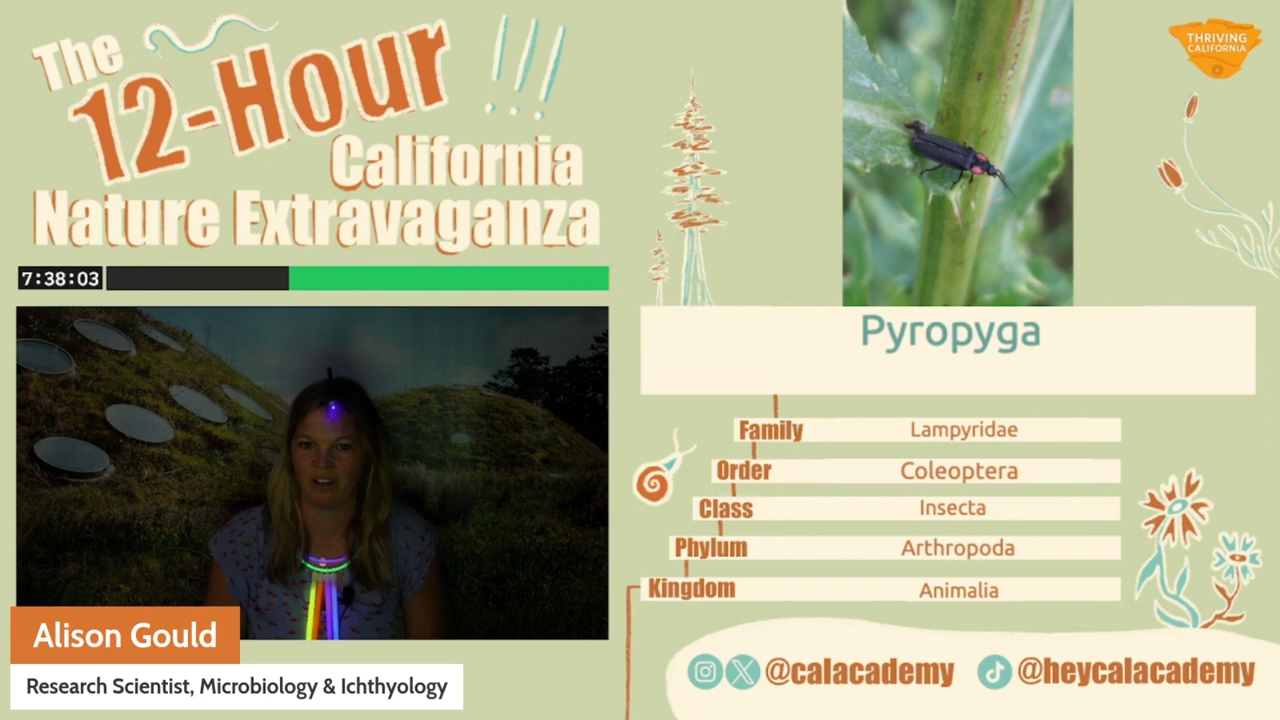 The
12-Hour
!!!
California
Nature Extravaganza
7:38:03
Alison Gould
Research Scientist, Microbiology & Ichthyology
THRIVING
CALIFORNIA
Pyropyga
Family Lampyridae
Order Coleoptera
Class Insecta
Phylum Arthropoda
Kingdom Animalia
@calacademy @heycalacademy